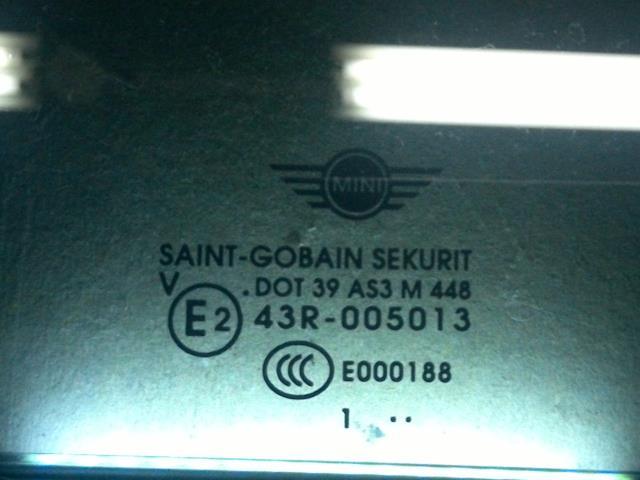 MINI
SAINT-GOBAIN SEKURIT
V .DOT 39 AS3 M 448
E2 43R-005013
CCC E000188
1 ..